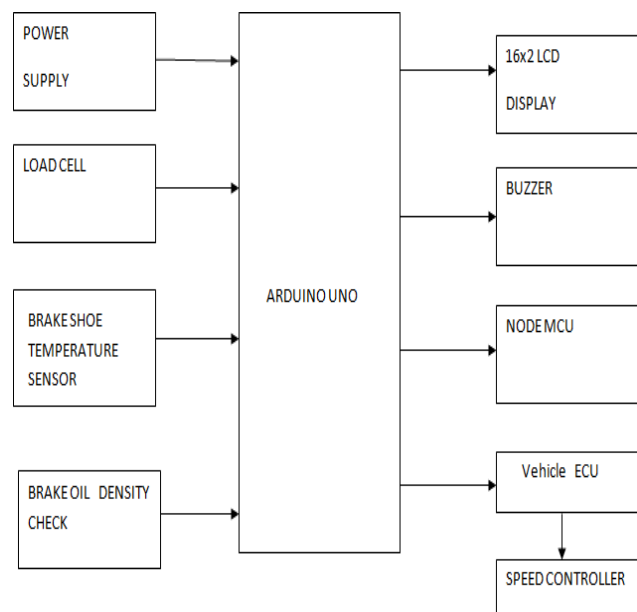 POWER
SUPPLY
LOAD CELL
BRAKE SHOE
TEMPERATURE
SENSOR
BRAKE OIL DENSITY
CHECK
ARDUINO UNO
16x2 LCD
DISPLAY
BUZZER
NODE MCU
Vehicle ECU
SPEED CONTROLLER